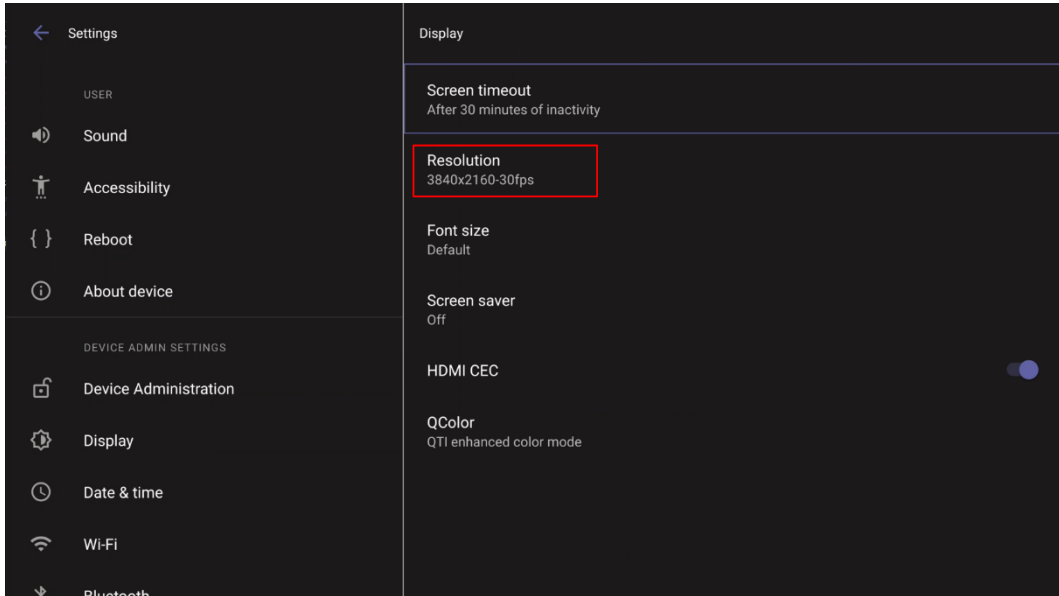 Settings
USER
Sound
Accessibility
Reboot
About device
DEVICE ADMIN SETTINGS
Device Administration
Display
Date & time
Wi-Fi
Bluetooth
Display
Screen timeout
After 30 minutes of inactivity
Resolution
3840x2160-30fps
Font size
Default
Screen saver
Off
HDMI CEC
QColor
QTI enhanced color mode